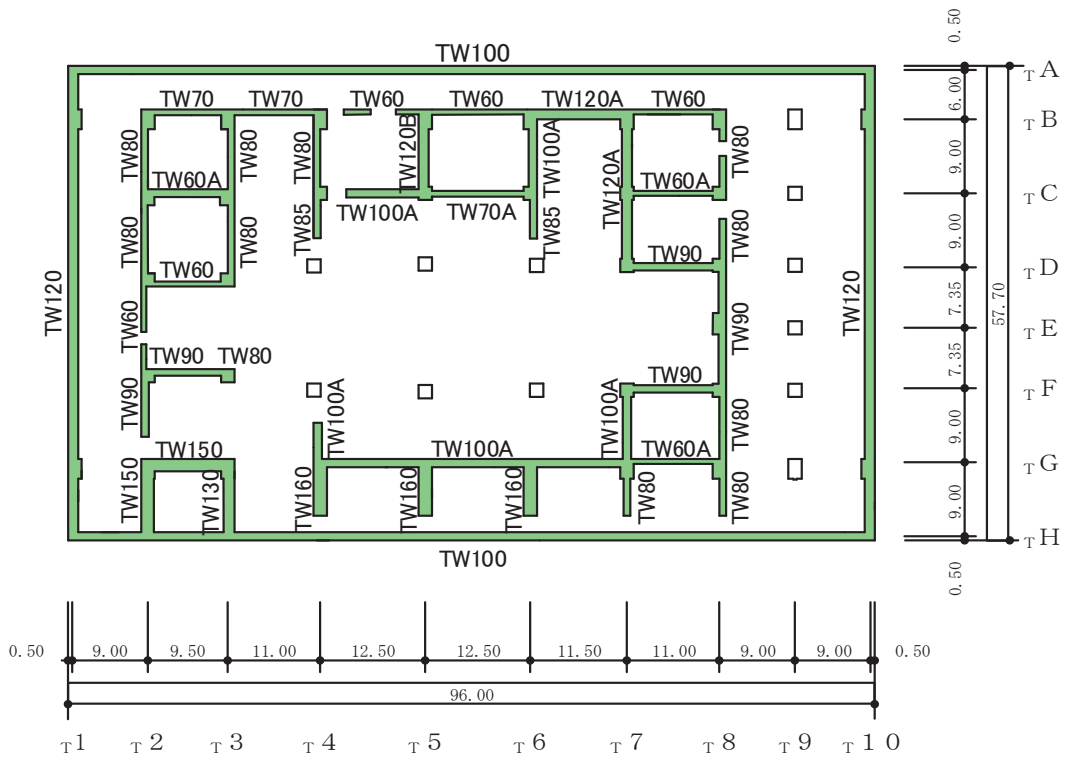 0.50
TW100
TA
6.00
TW70 TW70 TW60 TW60 TW120A TW60
TB
TW80 TW80 TW80 TW120B TW100A TW120A TW80
9.00
TW60A TW60A
TC
TW100A TW70A
TW80 TW80 TW85 TW85 TW80
9.00
TW60 TW90
TD
TW120 TW120
57.70
7.35
TW60 TW90
TE
7.35
TW90 TW80 TW90
TF
TW90 TW100A TW100A TW80
9.00
TW150 TW100A TW60A
TG
TW150 TW130 TW160 TW160 TW160 TW80 TW80
9.00
TH
TW100
0.50
0.50 9.00 9.50 11.00 12.50 12.50 11.50 11.00 9.00 9.00 0.50
96.00
T1 T2 T3 T4 T5 T6 T7 T8 T9 T10